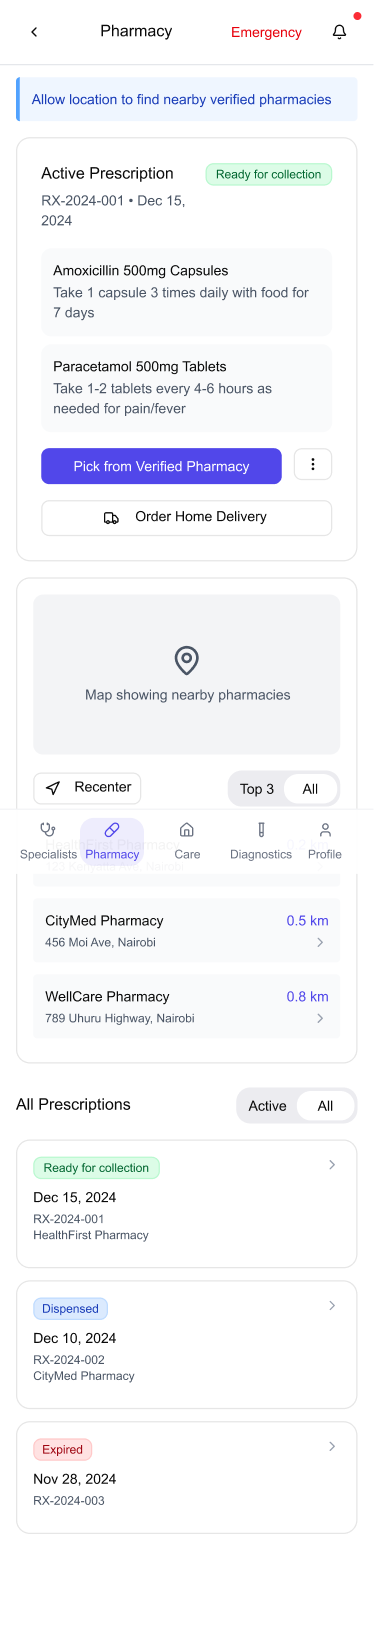 Pharmacy
Emergency
Allow location to find nearby verified pharmacies
Active Prescription
Ready for collection
RX-2024-001 • Dec 15,
2024
Amoxicillin 500mg Capsules
Take 1 capsule 3 times daily with food for
7 days
Paracetamol 500mg Tablets
Take 1-2 tablets every 4-6 hours as
needed for pain/fever
Pick from Verified Pharmacy
Order Home Delivery
Map showing nearby pharmacies
Recenter
Top 3
All
HealthFirst Pharmacy
0.2 km
Specialists
Pharmacy
Care
Diagnostics
Profile
CityMed Pharmacy
0.5 km
456 Moi Ave, Nairobi
WellCare Pharmacy
0.8 km
789 Uhuru Highway, Nairobi
All Prescriptions
Active
All
Ready for collection
Dec 15, 2024
RX-2024-001
HealthFirst Pharmacy
Dispensed
Dec 10, 2024
RX-2024-002
CityMed Pharmacy
Expired
Nov 28, 2024
RX-2024-003